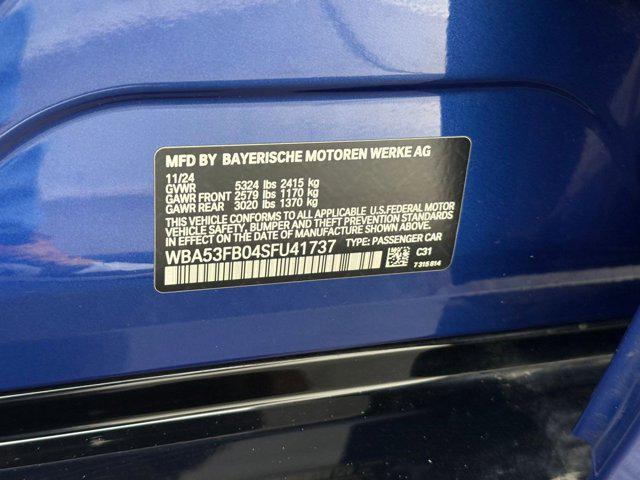 MFD BY BAYERISCHE MOTOREN WERKE AG
11/24
GVWR 5324 lbs 2415 kg
GAWR FRONT 2579 lbs 1170 kg
GAWR REAR 3020 lbs 1370 kg
THIS VEHICLE CONFORMS TO ALL APPLICABLE U.S.FEDERAL MOTOR
VEHICLE SAFETY, BUMPER AND THEFT PREVENTION STANDARDS
IN EFFECT ON THE DATE OF MANUFACTURE SHOWN ABOVE.
WBA53FB04SFU41737 TYPE: PASSENGER CAR
C31
7 315 814